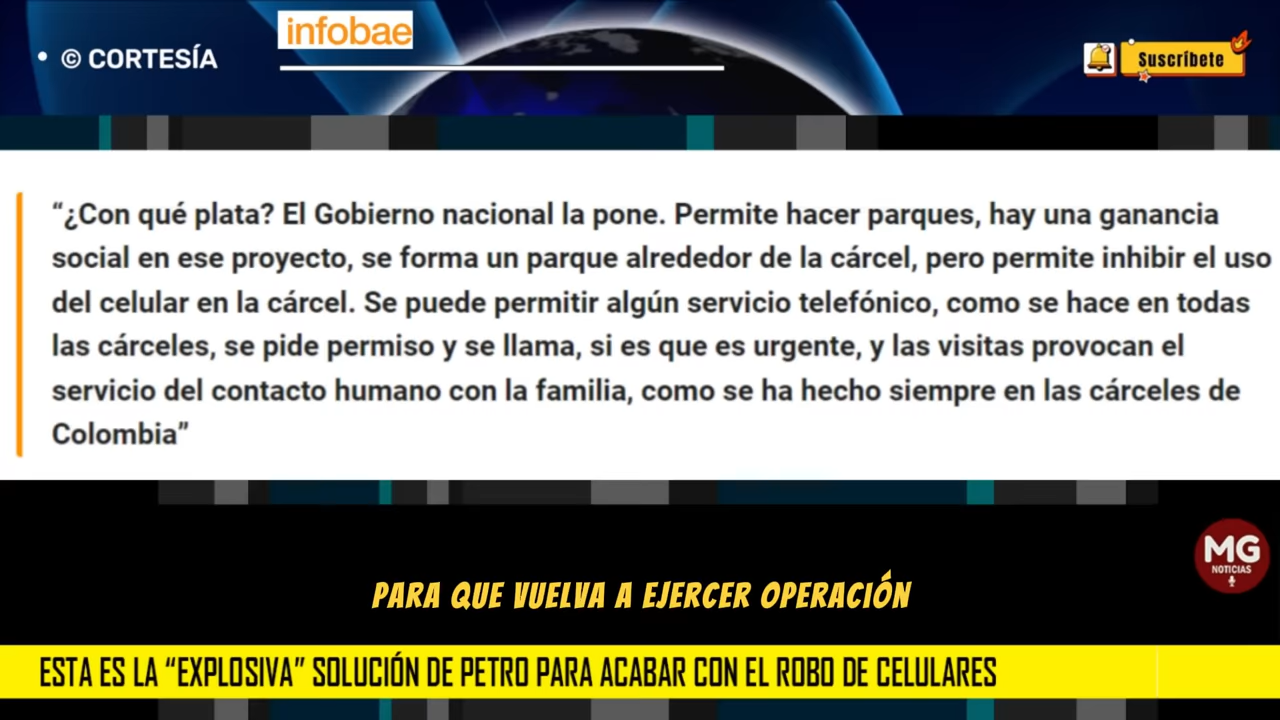 © CORTESÍA
infobae
Suscríbete
“¿Con qué plata? El Gobierno nacional la pone. Permite hacer parques, hay una ganancia
social en ese proyecto, se forma un parque alrededor de la cárcel, pero permite inhibir el uso
del celular en la cárcel. Se puede permitir algún servicio telefónico, como se hace en todas
las cárceles, se pide permiso y se llama, si es que es urgente, y las visitas provocan el
servicio del contacto humano con la familia, como se ha hecho siempre en las cárceles de
Colombia”
MG
NOTICIAS
PARA QUE VUELVA A EJERCER OPERACIÓN
ESTA ES LA “EXPLOSIVA” SOLUCIÓN DE PETRO PARA ACABAR CON EL ROBO DE CELULARES